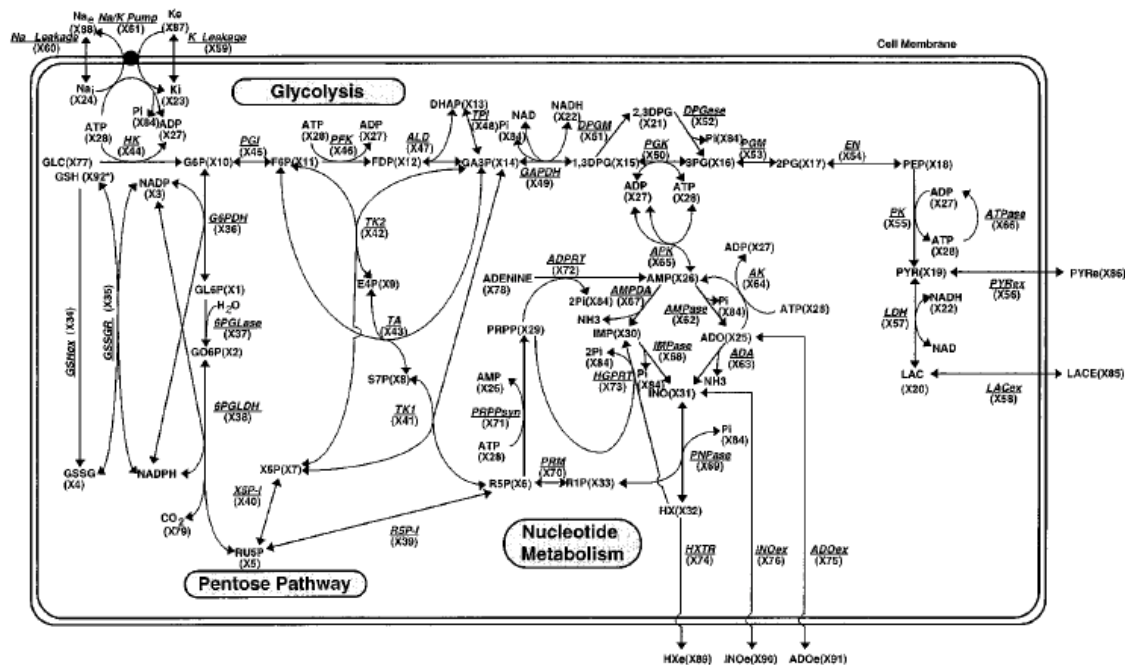 Na/K Pump
(X61)
Nae
(X88)
Ke
(X87)
Na Leakage
(X60)
K Leakage
(X59)
Cell Membrane
Nai
(X24)
Ki
(X23)
Pi
(X84)
ADP
(X27)
ATP
(X28)
HK
(X44)
Glycolysis
GLC(X77)
G6P(X10)
PGI
(X45)
F6P(X11)
ATP
(X28)
PFK
(X46)
ADP
(X27)
FDP(X12)
ALD
(X47)
DHAP(X13)
TPI
(X48)
GA3P(X14)
Pi
(X84)
NAD
NADH
(X22)
GAPDH
(X49)
DPGM
(X51)
1,3DPG(X15)
2,3DPG
(X21)
DPGase
(X52)
Pi(X84)
PGK
(X50)
3PG(X16)
PGM
(X53)
2PG(X17)
EN
(X54)
PEP(X18)
ADP
(X27)
ATP
(X28)
PK
(X55)
ADP
(X27)
ATP
(X28)
ATPase
(X66)
PYR(X19)
PYRex
(X56)
PYRe(X86)
LDH
(X57)
NADH
(X22)
NAD
LAC
(X20)
LACex
(X58)
LACE(X85)
GSH (X92*)
NADP
(X3)
G6PDH
(X36)
GL6P(X1)
H2O
6PGLase
(X37)
GO6P(X2)
GSHox (X34)
GSSGR (X35)
6PGLDH
(X38)
GSSG
(X4)
NADPH
CO2
(X79)
RU5P
(X5)
X5P-I
(X40)
X5P(X7)
R5P-I
(X39)
TK2
(X42)
E4P(X9)
TA
(X43)
S7P(X8)
TK1
(X41)
R5P(X6)
PRM
(X70)
R1P(X33)
ATP
(X28)
PRPPsyn
(X71)
AMP
(X26)
PRPP(X29)
ADENINE
(X78)
ADPRT
(X72)
2Pi(X84)
APK
(X65)
AMP(X26)
ADP(X27)
AK
(X64)
ATP(X28)
AMPDA
(X67)
NH3
IMP(X30)
AMPase
(X62)
Pi
(X84)
ADO(X25)
IMPase
(X68)
Pi
(X84)
ADA
(X63)
NH3
2Pi
(X84)
HGPRT
(X73)
INO(X31)
Pi
(X84)
PNPase
(X69)
HX(X32)
HXTR
(X74)
INOex
(X76)
ADOex
(X75)
Nucleotide
Metabolism
Pentose Pathway
HXe(X89)
INOe(X90)
ADOe(X91)